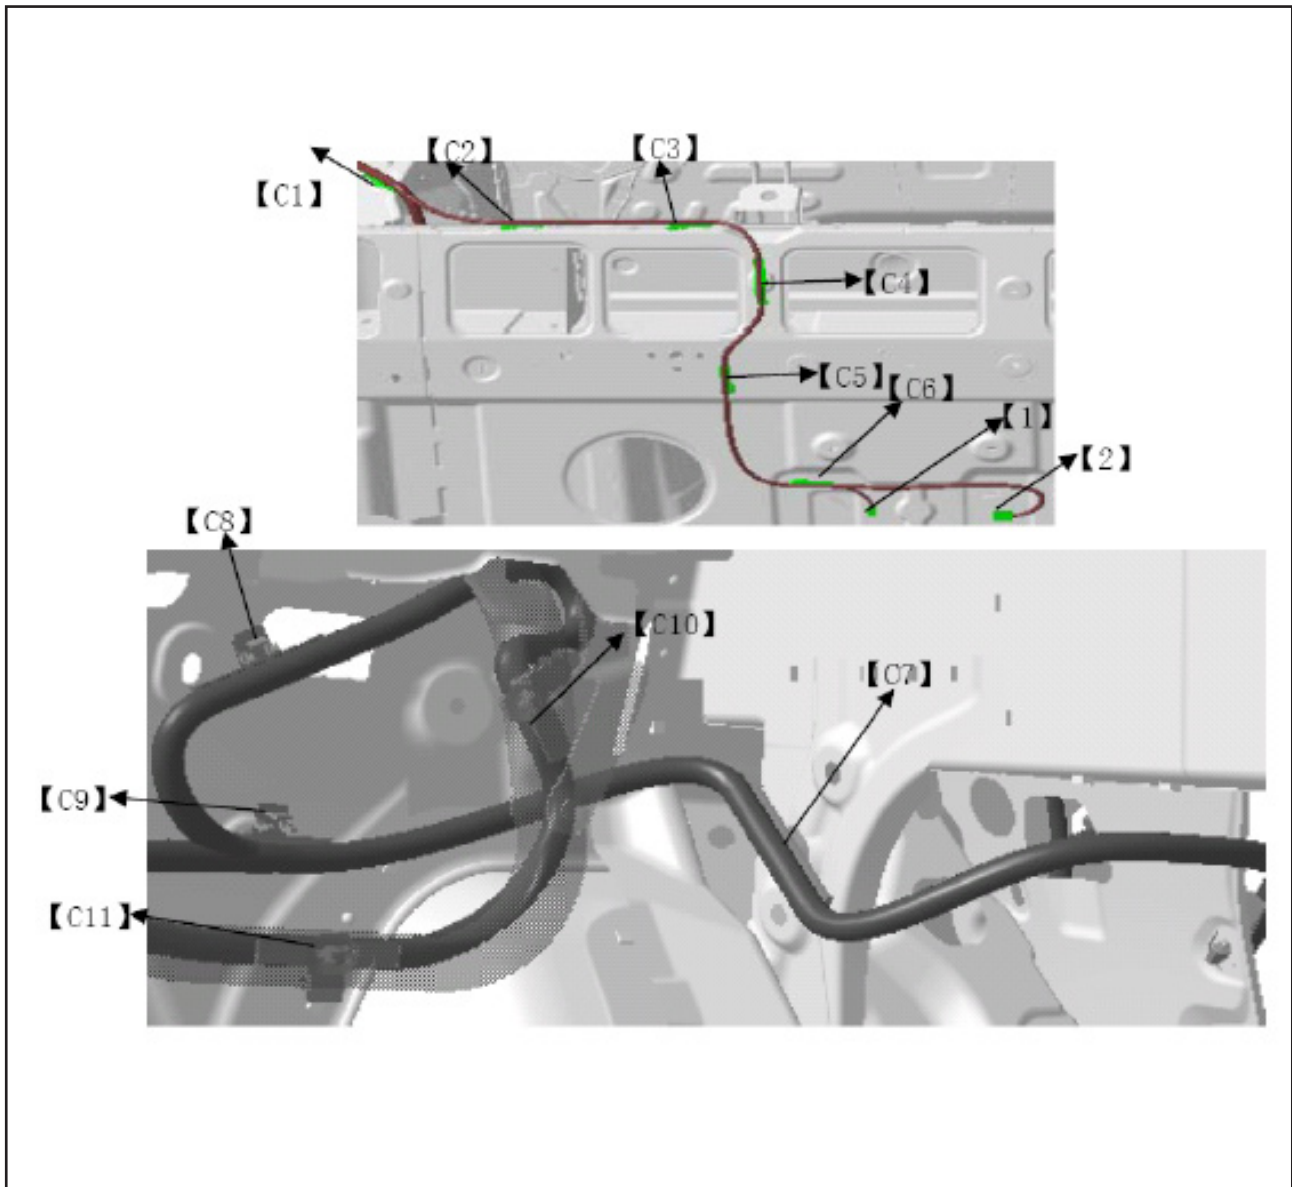 【C2】
【C3】
【C1】
【C4】
【C5】
【C6】
【1】
【2】
【C8】
【C10】
【C7】
【C9】
【C11】